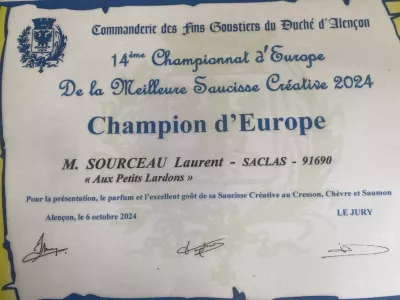 Commanderie des Fins Goustiers du Duché d'Alençon
14ème Championnat d'Europe
De la Meilleure Saucisse Créative 2024
Champion d'Europe
M. SOURCEAU Laurent - SACLAS - 91690
« Aux Petits Lardons »
Pour la présentation, le parfum et l'excellent goût de sa Saucisse Créative au Cresson, Chèvre et Saumon
Alençon, le 6 octobre 2024 LE JURY